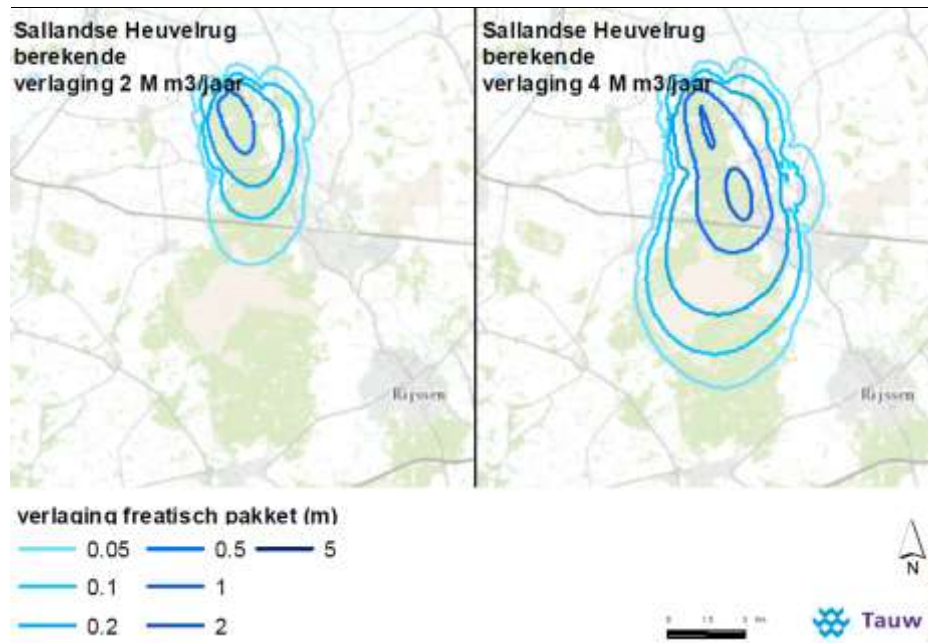 Sallandse Heuvelrug
berekende
verlaging 2 M m3/jaar
Rijssen
Sallandse Heuvelrug
berekende
verlaging 4 M m3/jaar
Rijssen
verlaging freatisch pakket (m)
0.05 0.5 5
0.1 1
0.2 2
N
0
Tauw